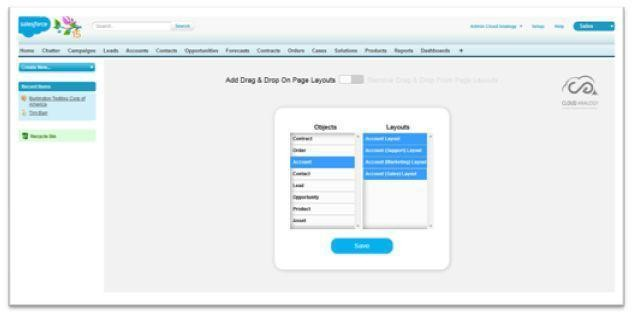 salesforce
15
Search...
Search
Admin Cloud Analogy
Setup
Help
Sales
Home Chatter Campaigns Leads Accounts Contacts Opportunities Forecasts Contracts Orders Cases Solutions Products Reports Dashboards +
Create New...
Recent Items
Burlington Textiles Corp of America
Tim Barr
Recycle Bin
Add Drag & Drop On Page Layouts
Remove Drag & Drop From Page Layouts
CLOUD ANALOGY
Objects
Layouts
Contract
Order
Account
Contact
Lead
Opportunity
Product
Asset
Account Layout
Account (Support) Layout
Account (Marketing) Layout
Account (Sales) Layout
Save